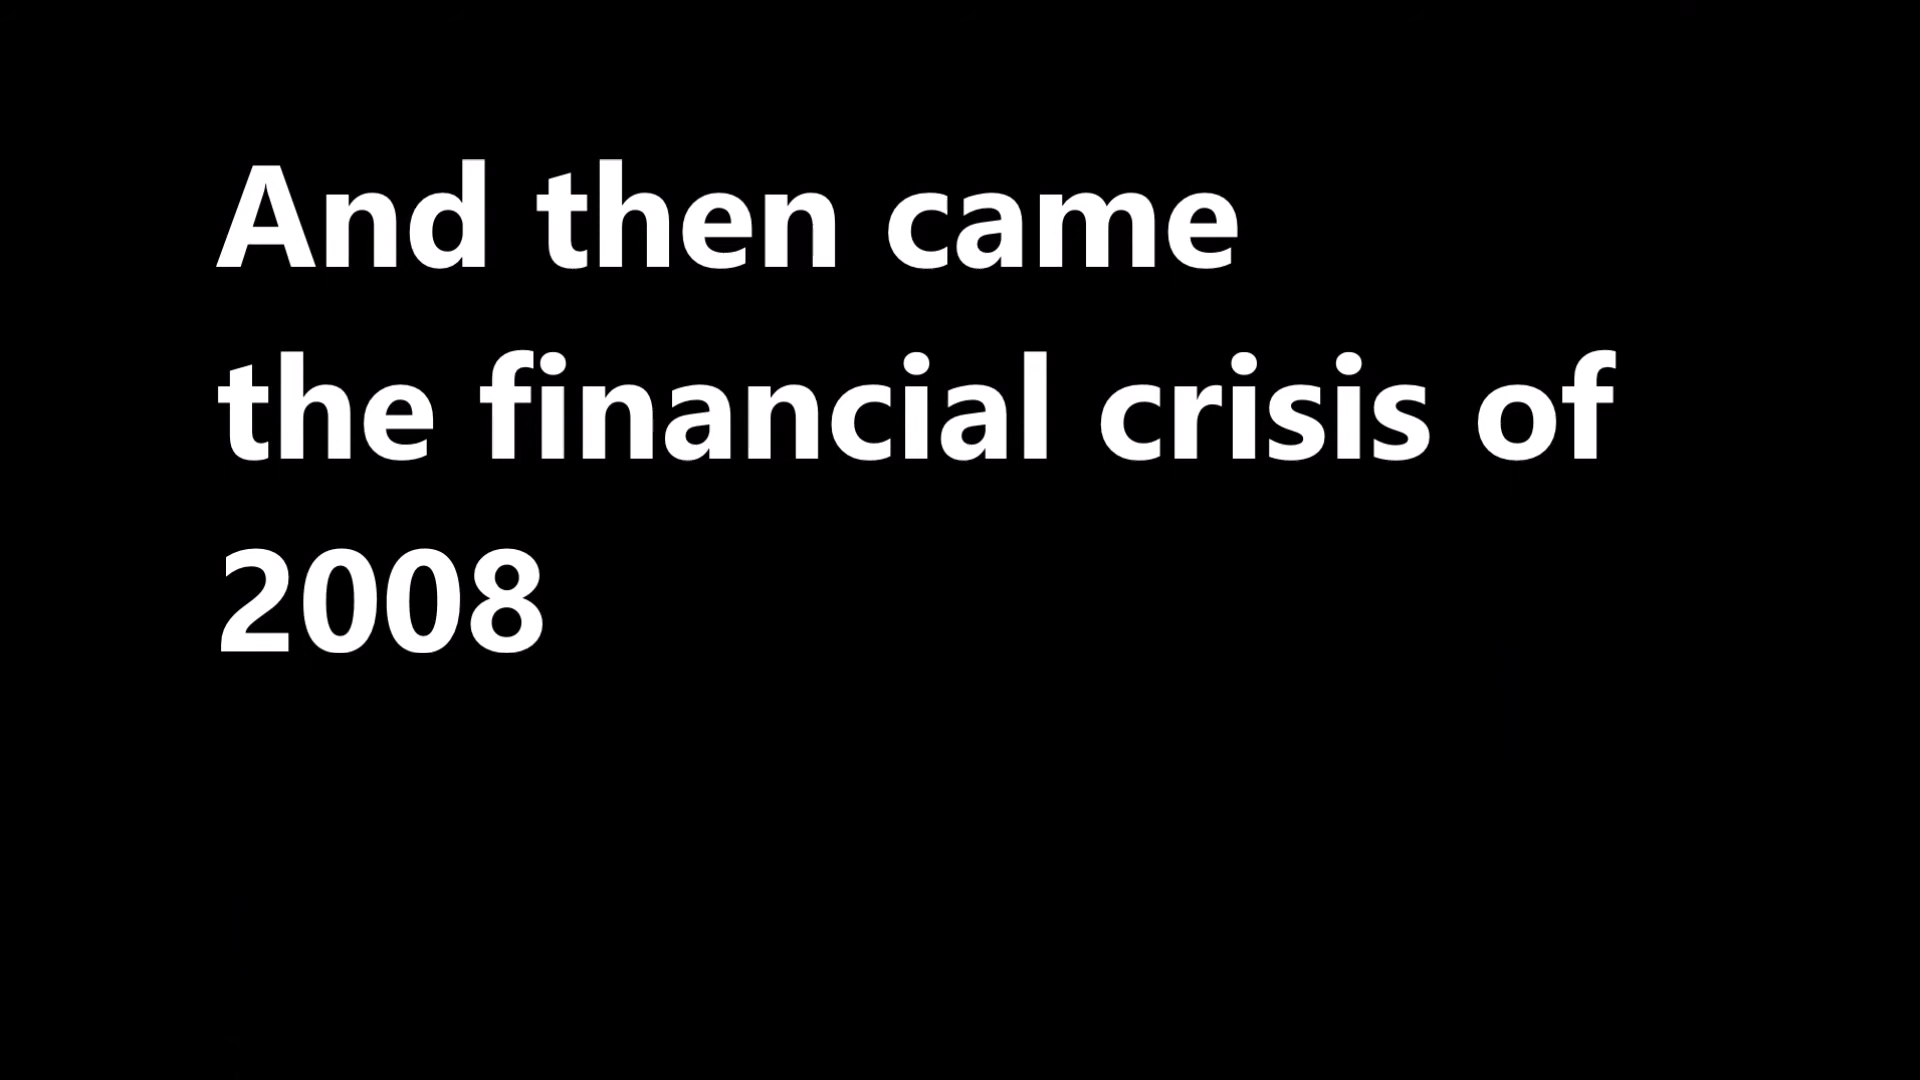 And then came
the financial crisis of
2008